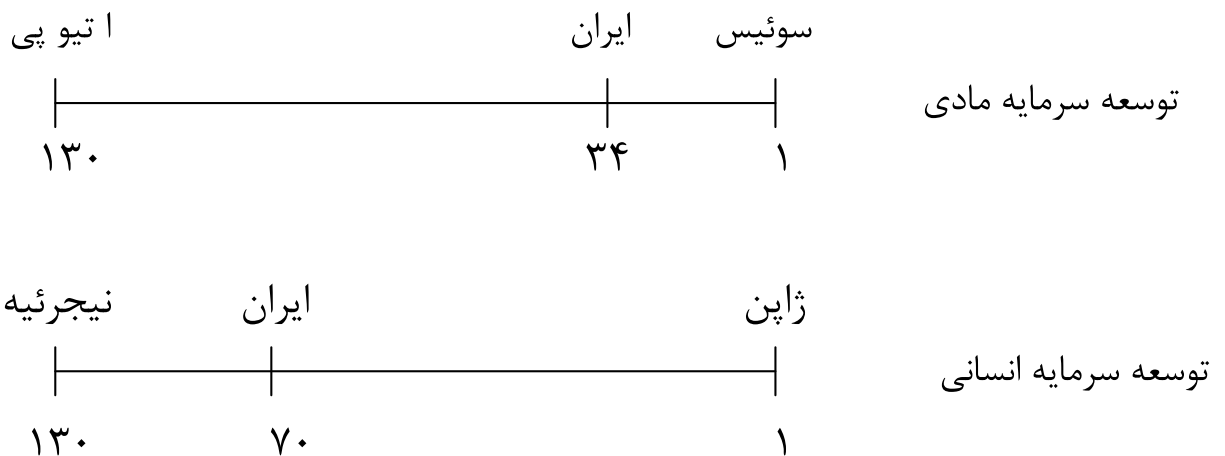 سوئیس ایران ا تیو پی
توسعه سرمایه مادی
۱ ۳۴ ۱۳۰
ژاپن ایران نیجرئیه
توسعه سرمایه انسانی
۱ ۷۰ ۱۳۰